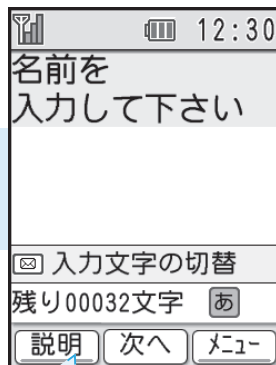 12:30
名前を
入力して下さい
入力文字の切替
残り00032文字 あ
説明 次へ メニュー